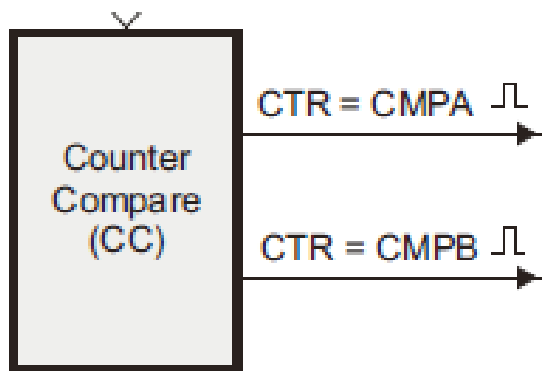 CTR = CMPA
Counter
Compare
(CC)
CTR = CMPB